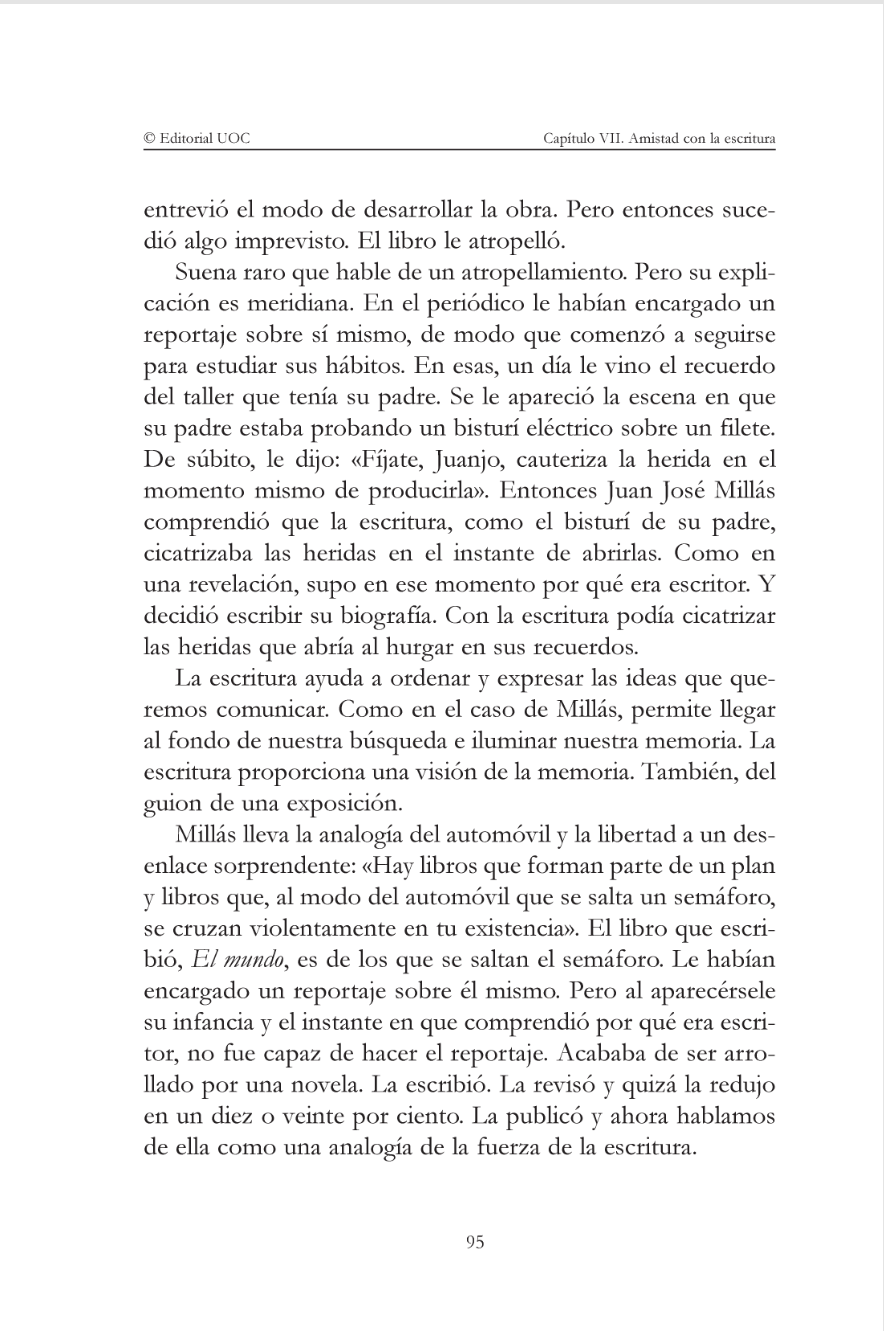 © Editorial UOC Capítulo VII. Amistad con la escritura
entrevió el modo de desarrollar la obra. Pero entonces suce-
dió algo imprevisto. El libro le atropelló.
Suena raro que hable de un atropellamiento. Pero su expli-
cación es meridiana. En el periódico le habían encargado un
reportaje sobre sí mismo, de modo que comenzó a seguirse
para estudiar sus hábitos. En esas, un día le vino el recuerdo
del taller que tenía su padre. Se le apareció la escena en que
su padre estaba probando un bisturí eléctrico sobre un filete.
De súbito, le dijo: «Fíjate, Juanjo, cauteriza la herida en el
momento mismo de producirla». Entonces Juan José Millás
comprendió que la escritura, como el bisturí de su padre,
cicatrizaba las heridas en el instante de abrirlas. Como en
una revelación, supo en ese momento por qué era escritor. Y
decidió escribir su biografía. Con la escritura podía cicatrizar
las heridas que abría al hurgar en sus recuerdos.
La escritura ayuda a ordenar y expresar las ideas que que-
remos comunicar. Como en el caso de Millás, permite llegar
al fondo de nuestra búsqueda e iluminar nuestra memoria. La
escritura proporciona una visión de la memoria. También, del
guion de una exposición.
Millás lleva la analogía del automóvil y la libertad a un des-
enlace sorprendente: «Hay libros que forman parte de un plan
y libros que, al modo del automóvil que se salta un semáforo,
se cruzan violentamente en tu existencia». El libro que escri-
bió, El mundo, es de los que se saltan el semáforo. Le habían
encargado un reportaje sobre él mismo. Pero al aparecérsele
su infancia y el instante en que comprendió por qué era escri-
tor, no fue capaz de hacer el reportaje. Acababa de ser arro-
llado por una novela. La escribió. La revisó y quizá la redujo
en un diez o veinte por ciento. La publicó y ahora hablamos
de ella como una analogía de la fuerza de la escritura.
95